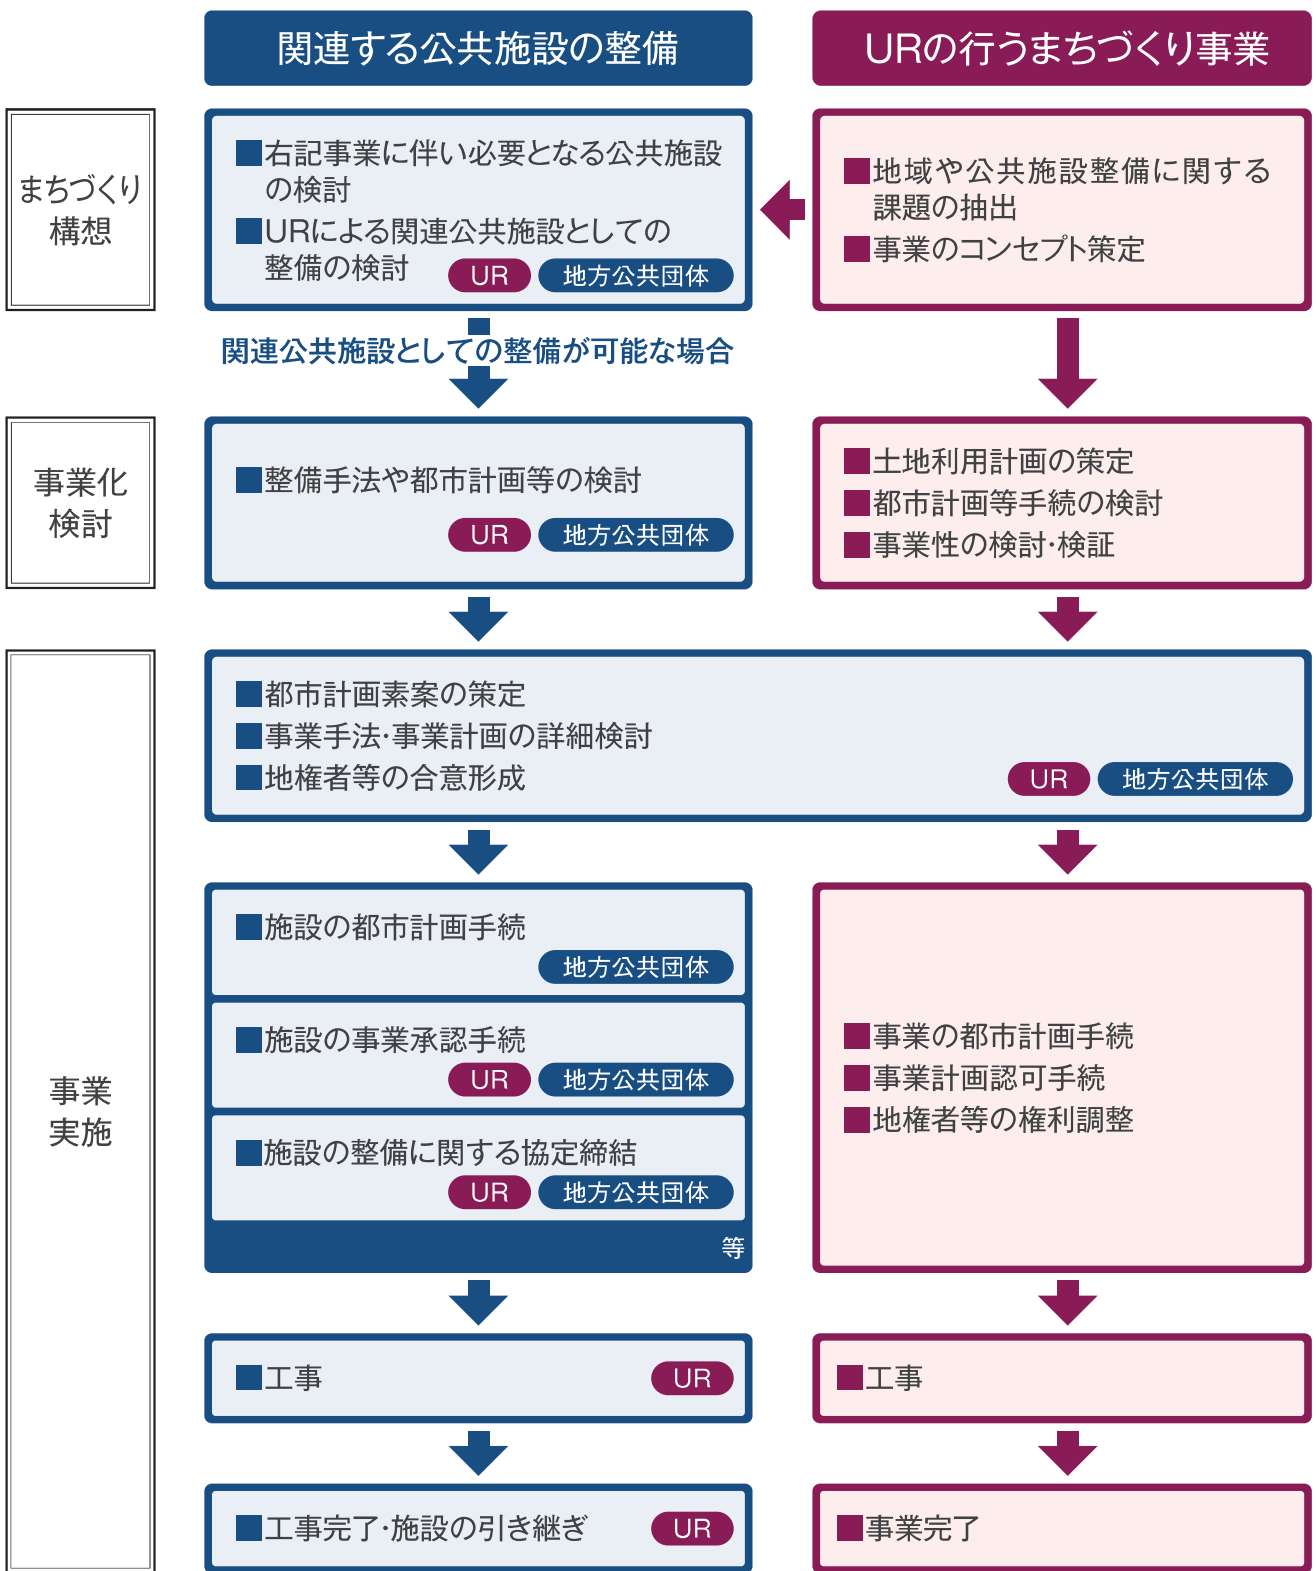 関連する公共施設の整備
URの行うまちづくり事業
まちづくり
構想
■右記事業に伴い必要となる公共施設
の検討
■URによる関連公共施設としての
整備の検討
UR
地方公共団体
■地域や公共施設整備に関する
課題の抽出
■事業のコンセプト策定
関連公共施設としての整備が可能な場合
事業化
検討
■整備手法や都市計画等の検討
UR
地方公共団体
■土地利用計画の策定
■都市計画等手続の検討
■事業性の検討・検証
事業
実施
■都市計画素案の策定
■事業手法・事業計画の詳細検討
■地権者等の合意形成
UR
地方公共団体
■施設の都市計画手続
地方公共団体
■施設の事業承認手続
UR
地方公共団体
■施設の整備に関する協定締結
UR
地方公共団体
等
■事業の都市計画手続
■事業計画認可手続
■地権者等の権利調整
■工事
UR
■工事
■工事完了・施設の引き継ぎ
UR
■事業完了